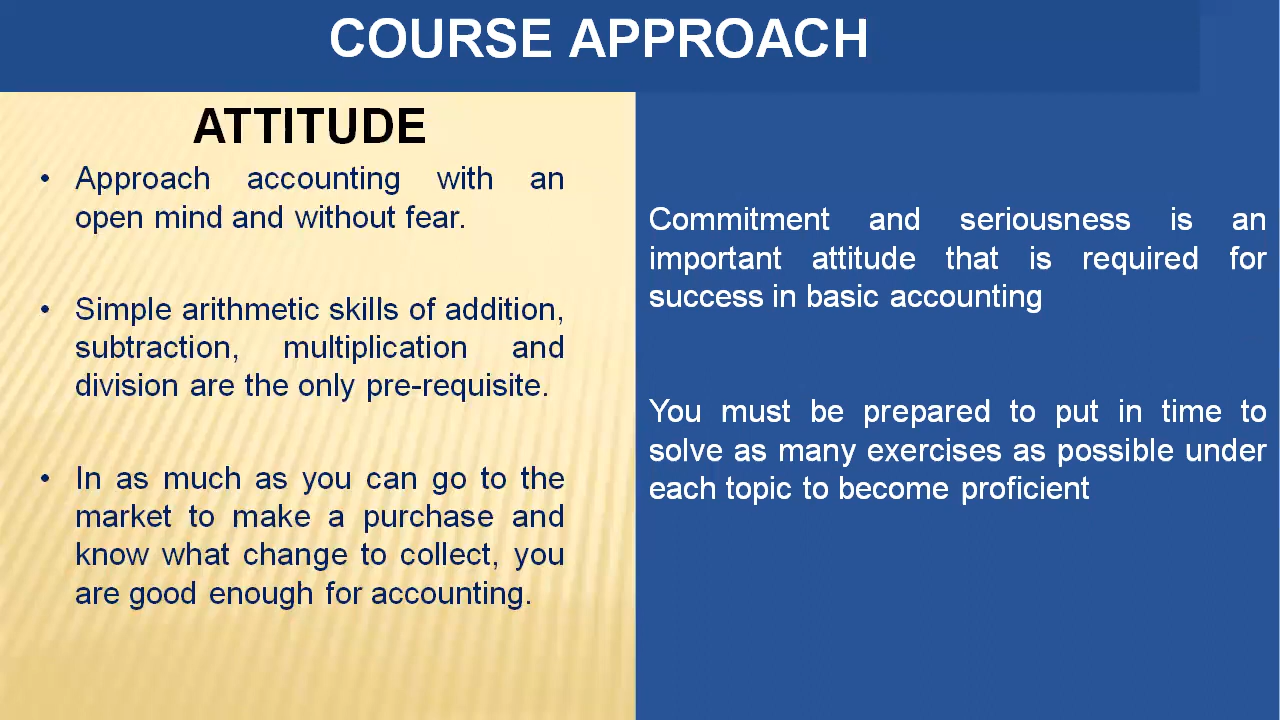 COURSE APPROACH
ATTITUDE
• Approach accounting with an
open mind and without fear.
• Simple arithmetic skills of addition,
subtraction, multiplication and
division are the only pre-requisite.
• In as much as you can go to the
market to make a purchase and
know what change to collect, you
are good enough for accounting.
Commitment and seriousness is an
important attitude that is required for
success in basic accounting
You must be prepared to put in time to
solve as many exercises as possible under
each topic to become proficient